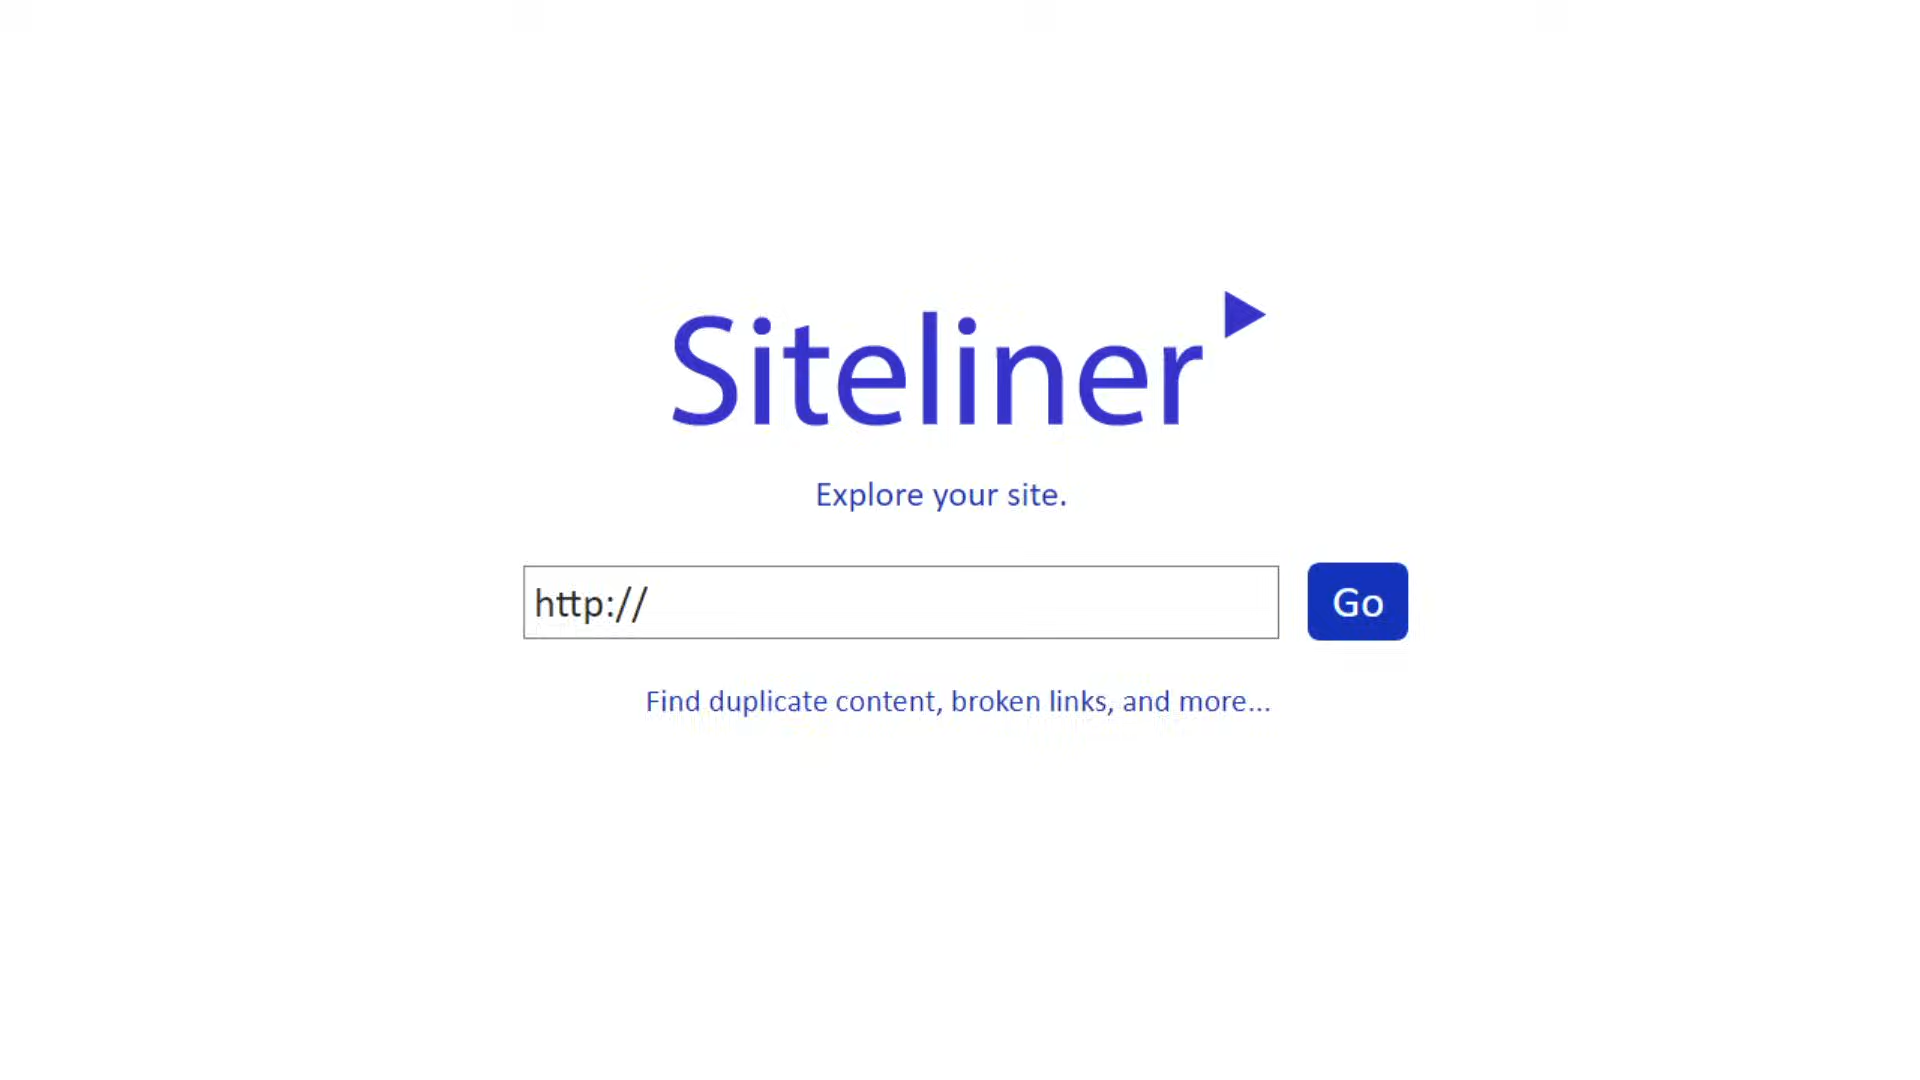 Siteliner
Explore your site.
http://
Go
Find duplicate content, broken links, and more...